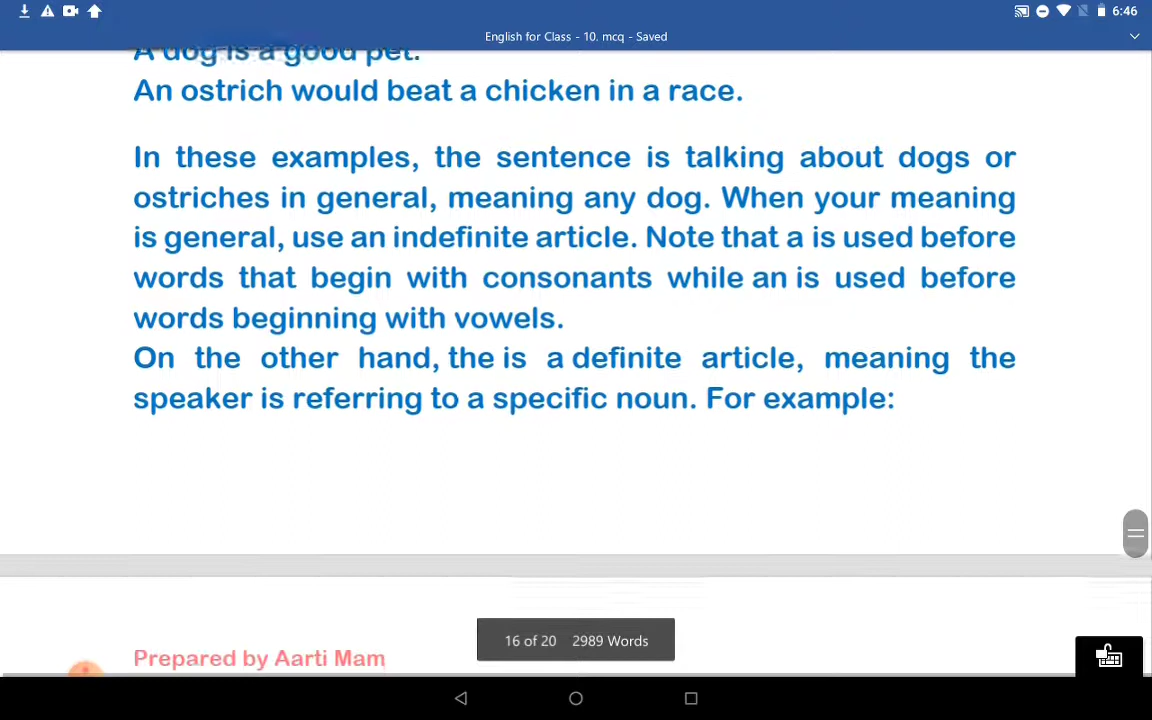 6:46
English for Class - 10. mcq - Saved
A dog is a good pet.
An ostrich would beat a chicken in a race.
In these examples, the sentence is talking about dogs or
ostriches in general, meaning any dog. When your meaning
is general, use an indefinite article. Note that a is used before
words that begin with consonants while an is used before
words beginning with vowels.
On the other hand, the is a definite article, meaning the
speaker is referring to a specific noun. For example:
16 of 20 2989 Words
Prepared by Aarti Mam